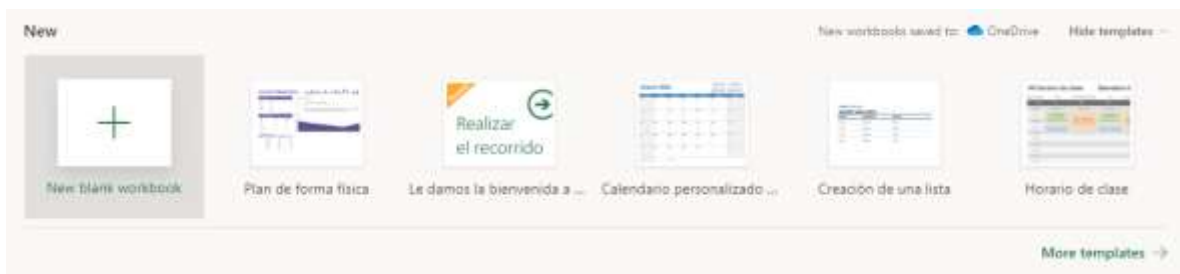 New
New workbooks saved to: OneDrive
Hide templates
Realizar
el recorrido
New blank workbook
Plan de forma física
Le damos la bienvenida a ...
Calendario personalizado ...
Creación de una lista
Horario de clase
More templates